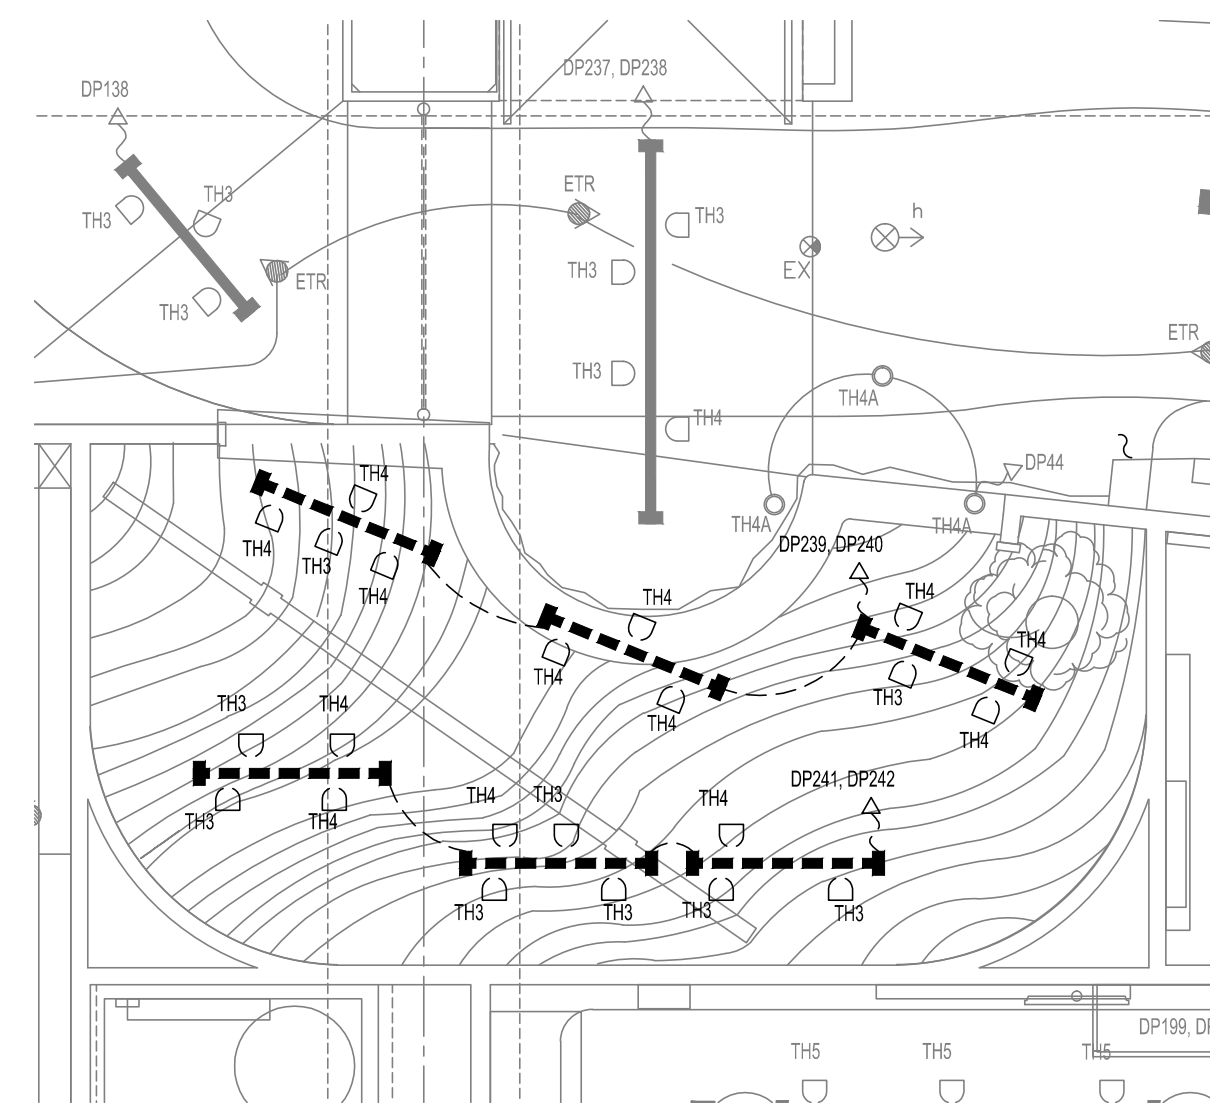 DP237, DP238
DP138
TH3
ETR
TH3
h
TH3
TH3
EX
ETR
TH3
ETR
TH3
TH4A
TH4
DP44
TH4
TH4A
TH4A
DP239, DP240
TH4
TH3
TH4
TH4
TH4
TH4
TH4
TH3
TH3
TH4
TH4
TH4
DP241, DP242
TH4
TH3
TH4
TH3
TH4
TH3
TH3
TH3
TH3
DP199, DP
TH5
TH5
TH5